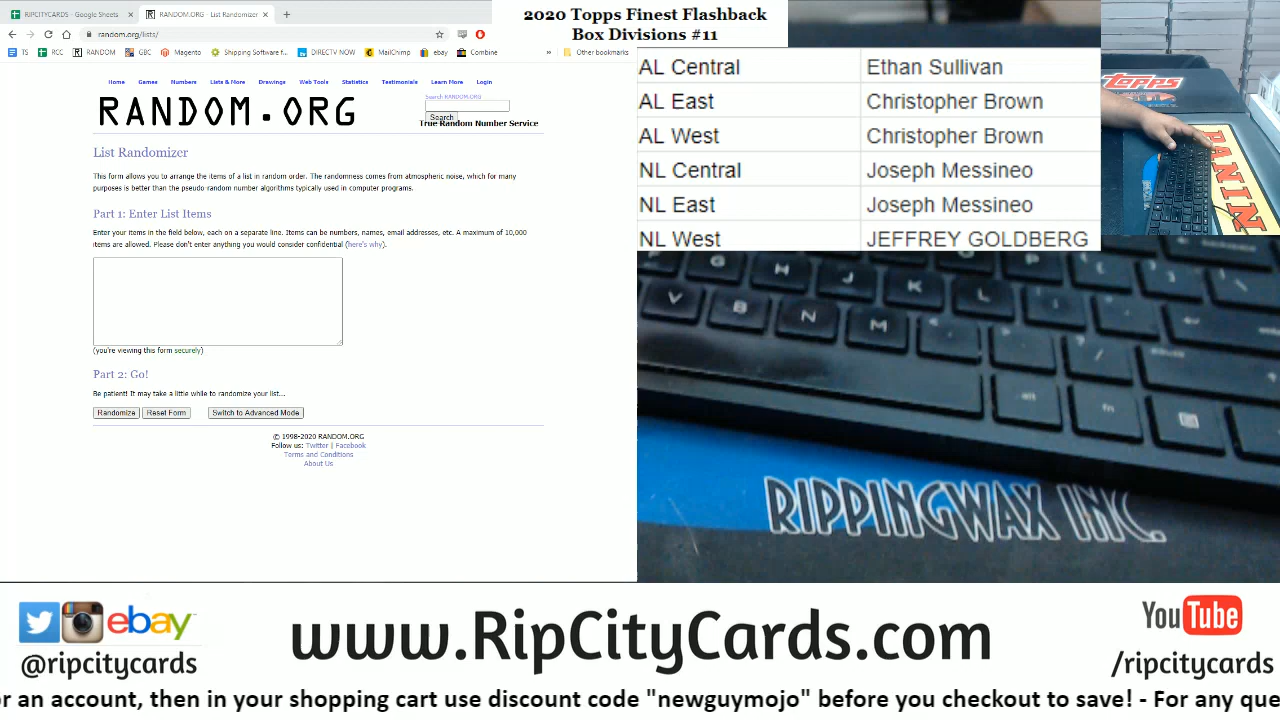 RIPCITYCARDS - Google Sheets
RANDOM.ORG - List Randomizer
random.org/lists/
TS RCC RANDOM GBC Magento Shipping Software f... DIRECTV NOW MailChimp ebay Combine » Other bookmarks
Home Games Numbers Lists & More Drawings Web Tools Statistics Testimonials Learn More Login
RANDOM.ORG
Search RANDOM.ORG
Search
True Random Number Service
List Randomizer
This form allows you to arrange the items of a list in random order. The randomness comes from atmospheric noise, which for many
purposes is better than the pseudo-random number algorithms typically used in computer programs.
Part 1: Enter List Items
Enter your items in the field below, each on a separate line. Items can be numbers, names, email addresses, etc. A maximum of 10,000
items are allowed. Please don't enter anything you would consider confidential (here's why).
(you're viewing this form securely)
Part 2: Go!
Be patient! It may take a little while to randomize your list...
Randomize Reset Form Switch to Advanced Mode
© 1998-2020 RANDOM.ORG
Follow us: Twitter | Facebook
Terms and Conditions
About Us
2020 Topps Finest Flashback
Box Divisions #11
AL Central Ethan Sullivan
AL East Christopher Brown
AL West Christopher Brown
NL Central Joseph Messineo
NL East Joseph Messineo
NL West JEFFREY GOLDBERG
topps
PANINI
G H J K L P
V B N M
alt fn
RIPPINGWAX INC.
ebay
@ripcitycards
www.RipCityCards.com
YouTube
/ripcitycards
or an account, then in your shopping cart use discount code "newguymojo" before you checkout to save! - For any que